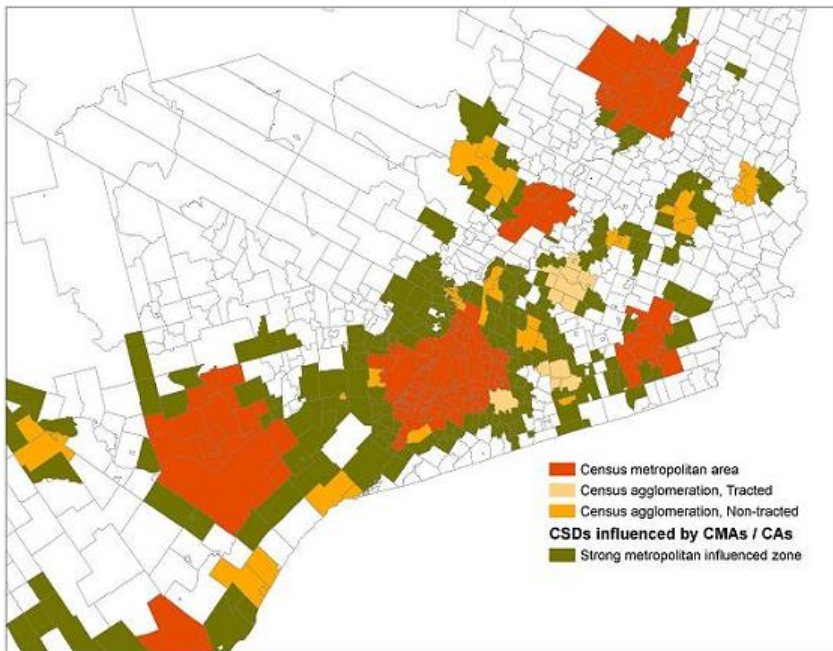 Census metropolitan area
Census agglomeration, Tracted
Census agglomeration, Non-tracted
CSDs influenced by CMAs / CAs
Strong metropolitan influenced zone